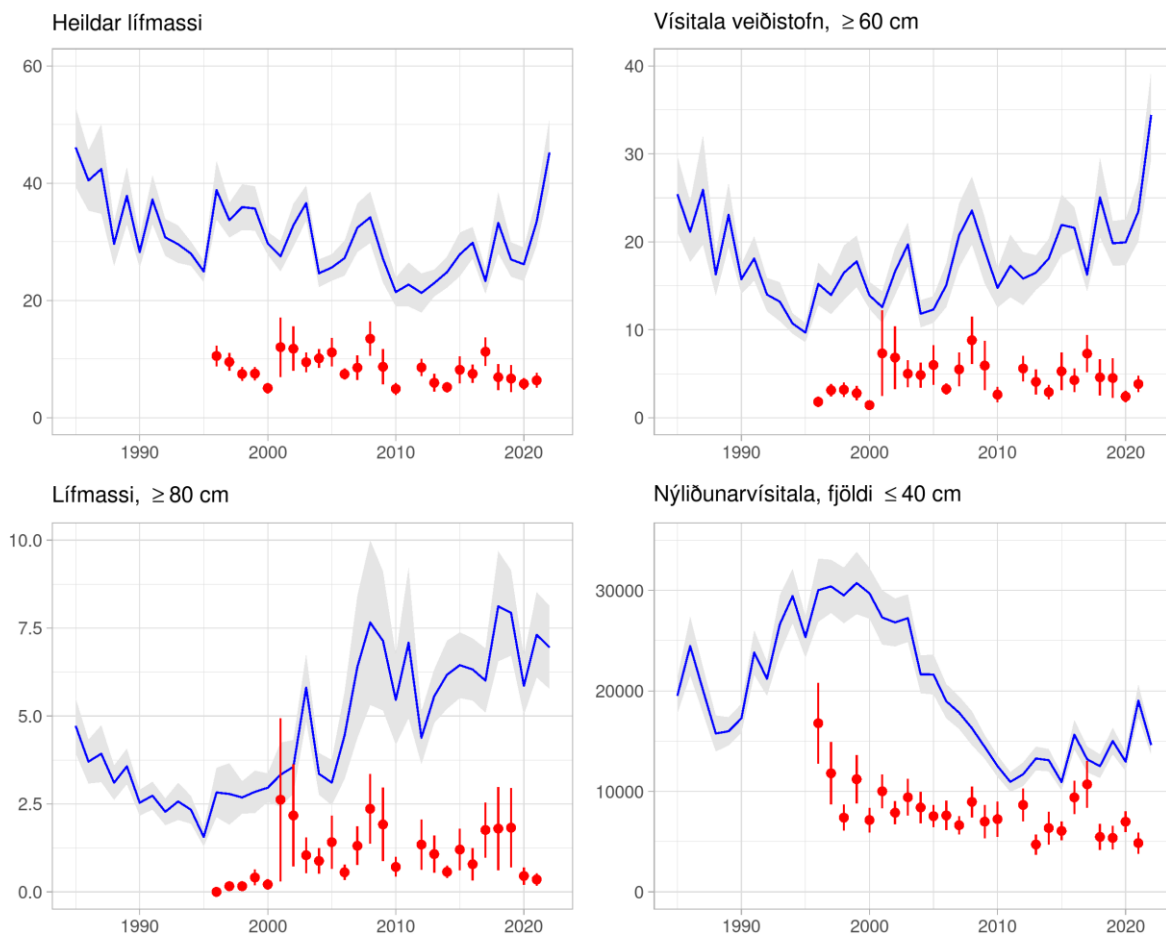 Heildar lífmassi
60
40
20
0
1990 2000 2010 2020
Vísitala veiðistofn, ≥ 60 cm
40
30
20
10
0
1990 2000 2010 2020
Lífmassi, ≥ 80 cm
10.0
7.5
5.0
2.5
0.0
1990 2000 2010 2020
Nýliðunarvísitala, fjöldi ≤ 40 cm
30000
20000
10000
0
1990 2000 2010 2020